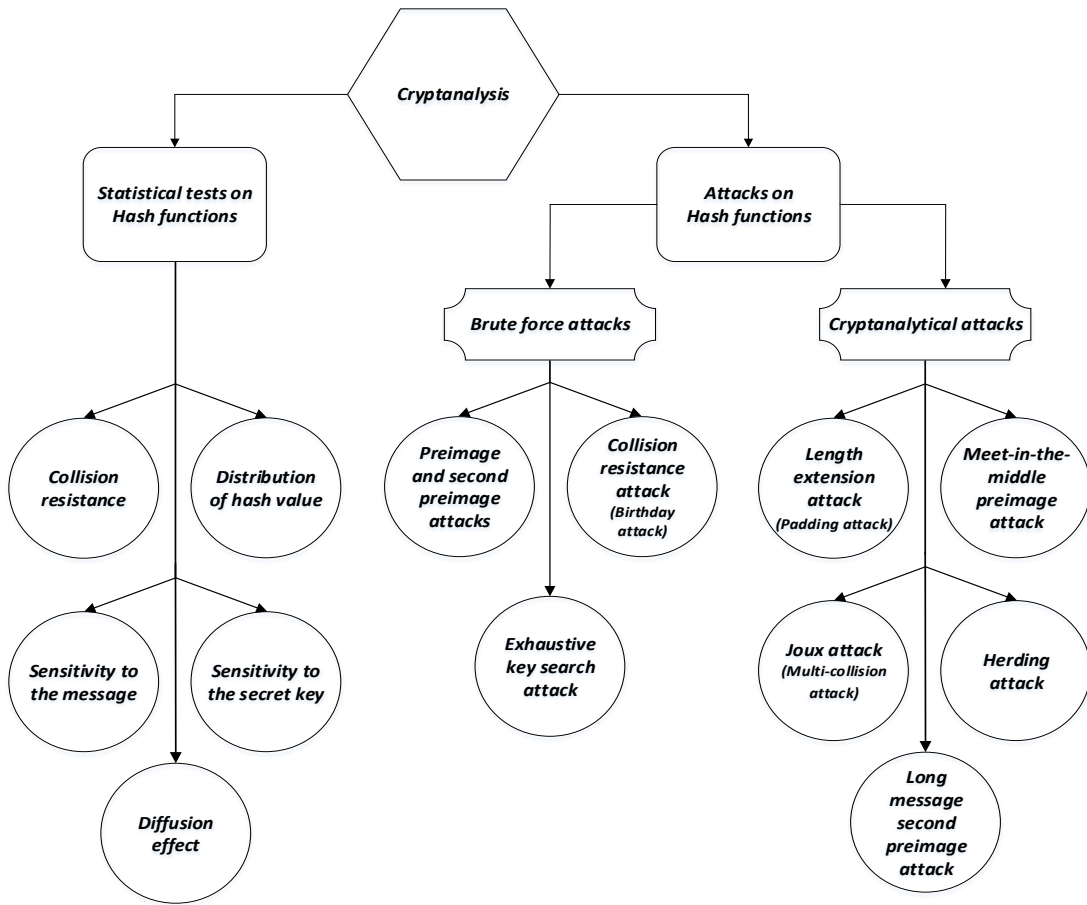 Cryptanalysis
Statistical tests on
Hash functions
Attacks on
Hash functions
Brute force attacks
Cryptanalytical attacks
Collision
resistance
Distribution
of hash value
Preimage
and second
preimage
attacks
Collision
resistance
attack
(Birthday
attack)
Length
extension
attack
(Padding attack)
Meet-in-the-
middle
preimage
attack
Sensitivity to
the message
Sensitivity to
the secret key
Exhaustive
key search
attack
Joux attack
(Multi-collision
attack)
Herding
attack
Diffusion
effect
Long
message
second
preimage
attack